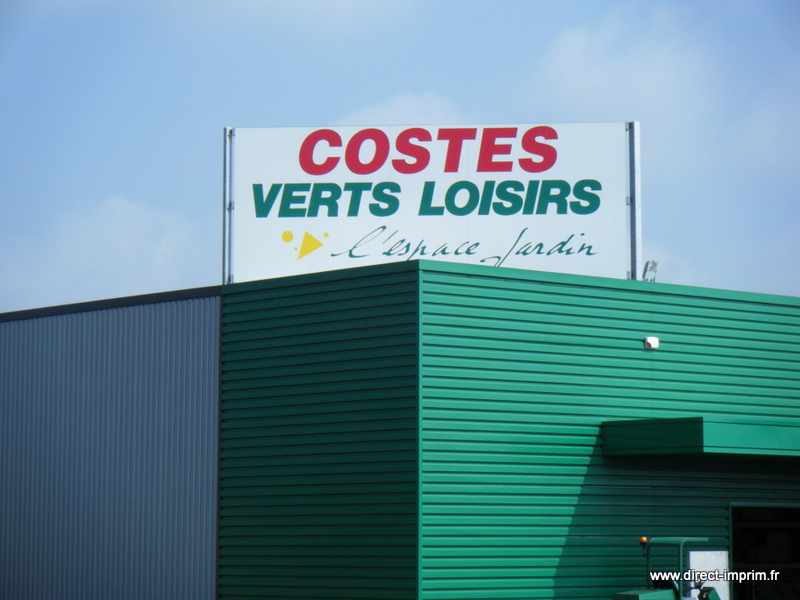 COSTES
VERTS LOISIRS
l'espace Jardin
www.direct-imprim.fr